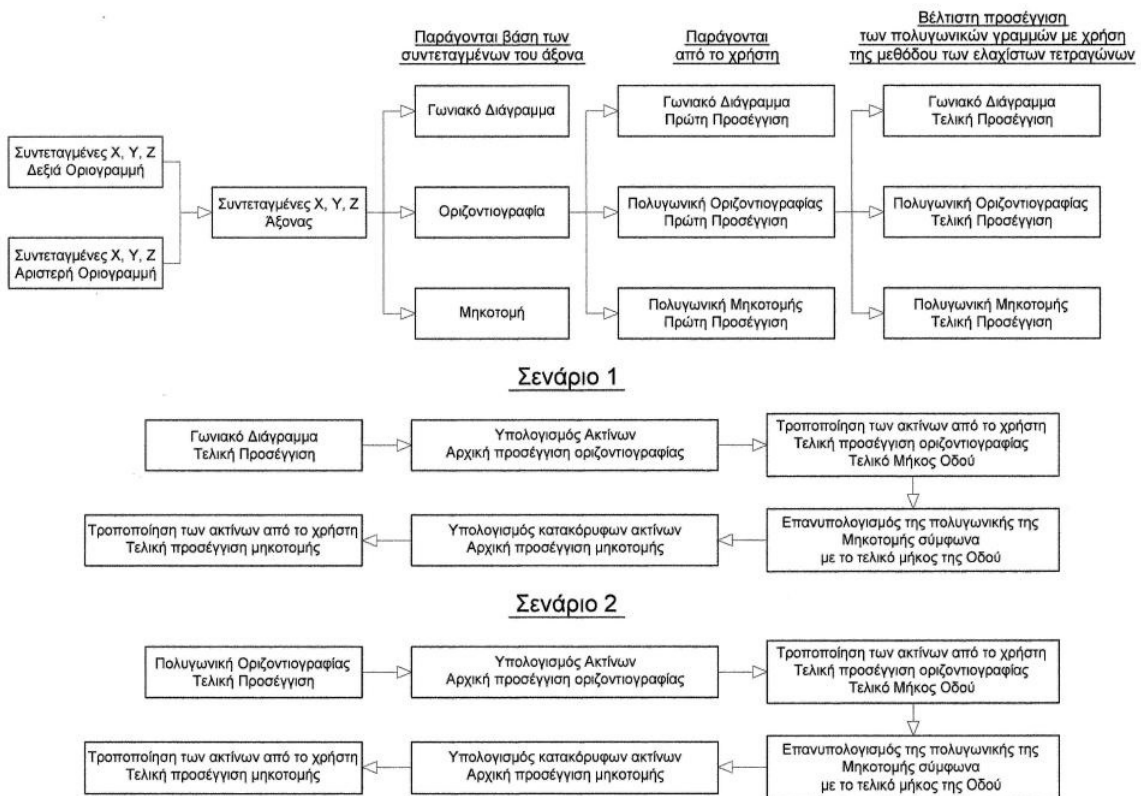 Παράγονται βάση των
συντεταγμένων του άξονα
Παράγονται
από το χρήστη
Βέλτιστη προσέγγιση
των πολυγωνικών γραμμών με χρήση
της μεθόδου των ελαχίστων τετραγώνων
Συντεταγμένες X, Y, Z
Δεξιά Οριογραμμή
Συντεταγμένες X, Y, Z
Αριστερή Οριογραμμή
Συντεταγμένες X, Y, Z
Άξονας
Γωνιακό Διάγραμμα
Οριζοντιογραφία
Μηκοτομή
Γωνιακό Διάγραμμα
Πρώτη Προσέγγιση
Πολυγωνική Οριζοντιογραφίας
Πρώτη Προσέγγιση
Πολυγωνική Μηκοτομής
Πρώτη Προσέγγιση
Γωνιακό Διάγραμμα
Τελική Προσέγγιση
Πολυγωνική Οριζοντιογραφίας
Τελική Προσέγγιση
Πολυγωνική Μηκοτομής
Τελική Προσέγγιση
Σενάριο 1
Γωνιακό Διάγραμμα
Τελική Προσέγγιση
Υπολογισμός Ακτίνων
Αρχική προσέγγιση οριζοντιογραφίας
Τροποποίηση των ακτίνων από το χρήστη
Τελική προσέγγιση οριζοντιογραφίας
Τελικό Μήκος Οδού
Επανυπολογισμός της πολυγωνικής της
Μηκοτομής σύμφωνα
με το τελικό μήκος της Οδού
Υπολογισμός κατακόρυφων ακτίνων
Αρχική προσέγγιση μηκοτομής
Τροποποίηση των ακτίνων από το χρήστη
Τελική προσέγγιση μηκοτομής
Σενάριο 2
Πολυγωνική Οριζοντιογραφίας
Τελική Προσέγγιση
Υπολογισμός Ακτίνων
Αρχική προσέγγιση οριζοντιογραφίας
Τροποποίηση των ακτίνων από το χρήστη
Τελική προσέγγιση οριζοντιογραφίας
Τελικό Μήκος Οδού
Επανυπολογισμός της πολυγωνικής της
Μηκοτομής σύμφωνα
με το τελικό μήκος της Οδού
Υπολογισμός κατακόρυφων ακτίνων
Αρχική προσέγγιση μηκοτομής
Τροποποίηση των ακτίνων από το χρήστη
Τελική προσέγγιση μηκοτομής